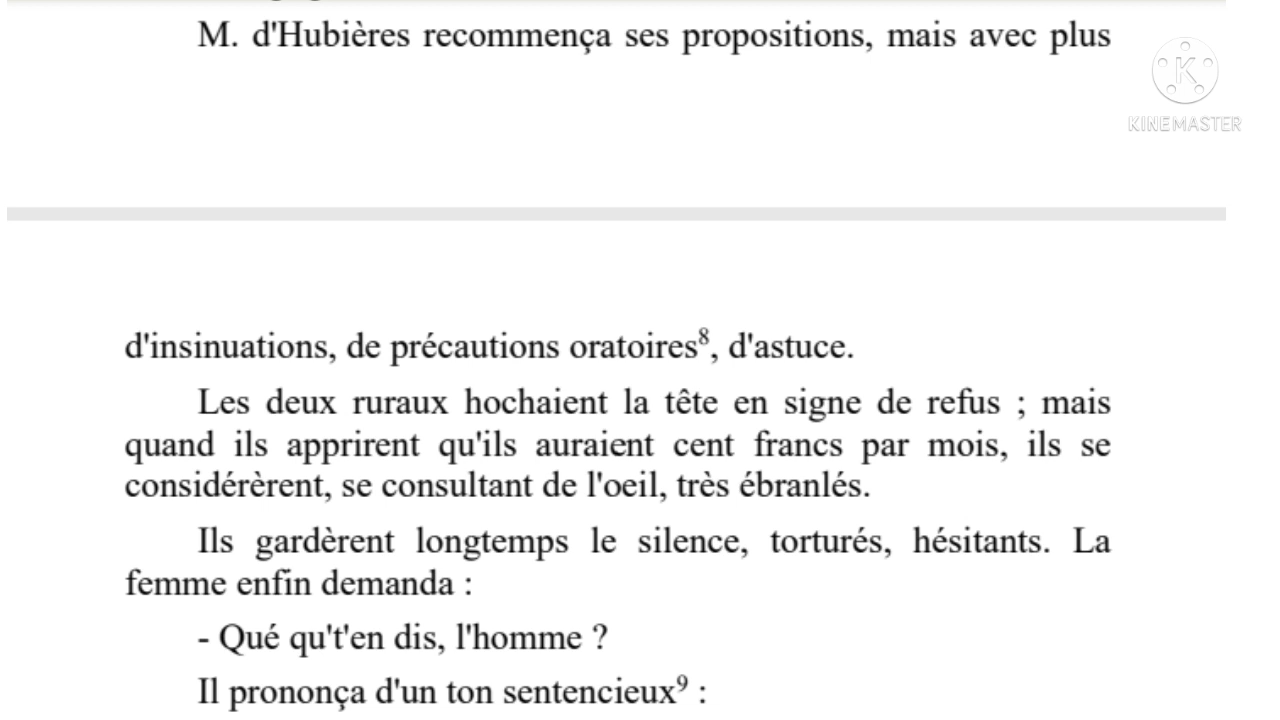 M. d'Hubières recommença ses propositions, mais avec plus
KINEMASTER
d'insinuations, de précautions oratoires⁸, d'astuce.
Les deux ruraux hochaient la tête en signe de refus ; mais
quand ils apprirent qu'ils auraient cent francs par mois, ils se
considérèrent, se consultant de l'oeil, très ébranlés.
Ils gardèrent longtemps le silence, torturés, hésitants. La
femme enfin demanda :
- Qué qu't'en dis, l'homme ?
Il prononça d'un ton sentencieux⁹ :